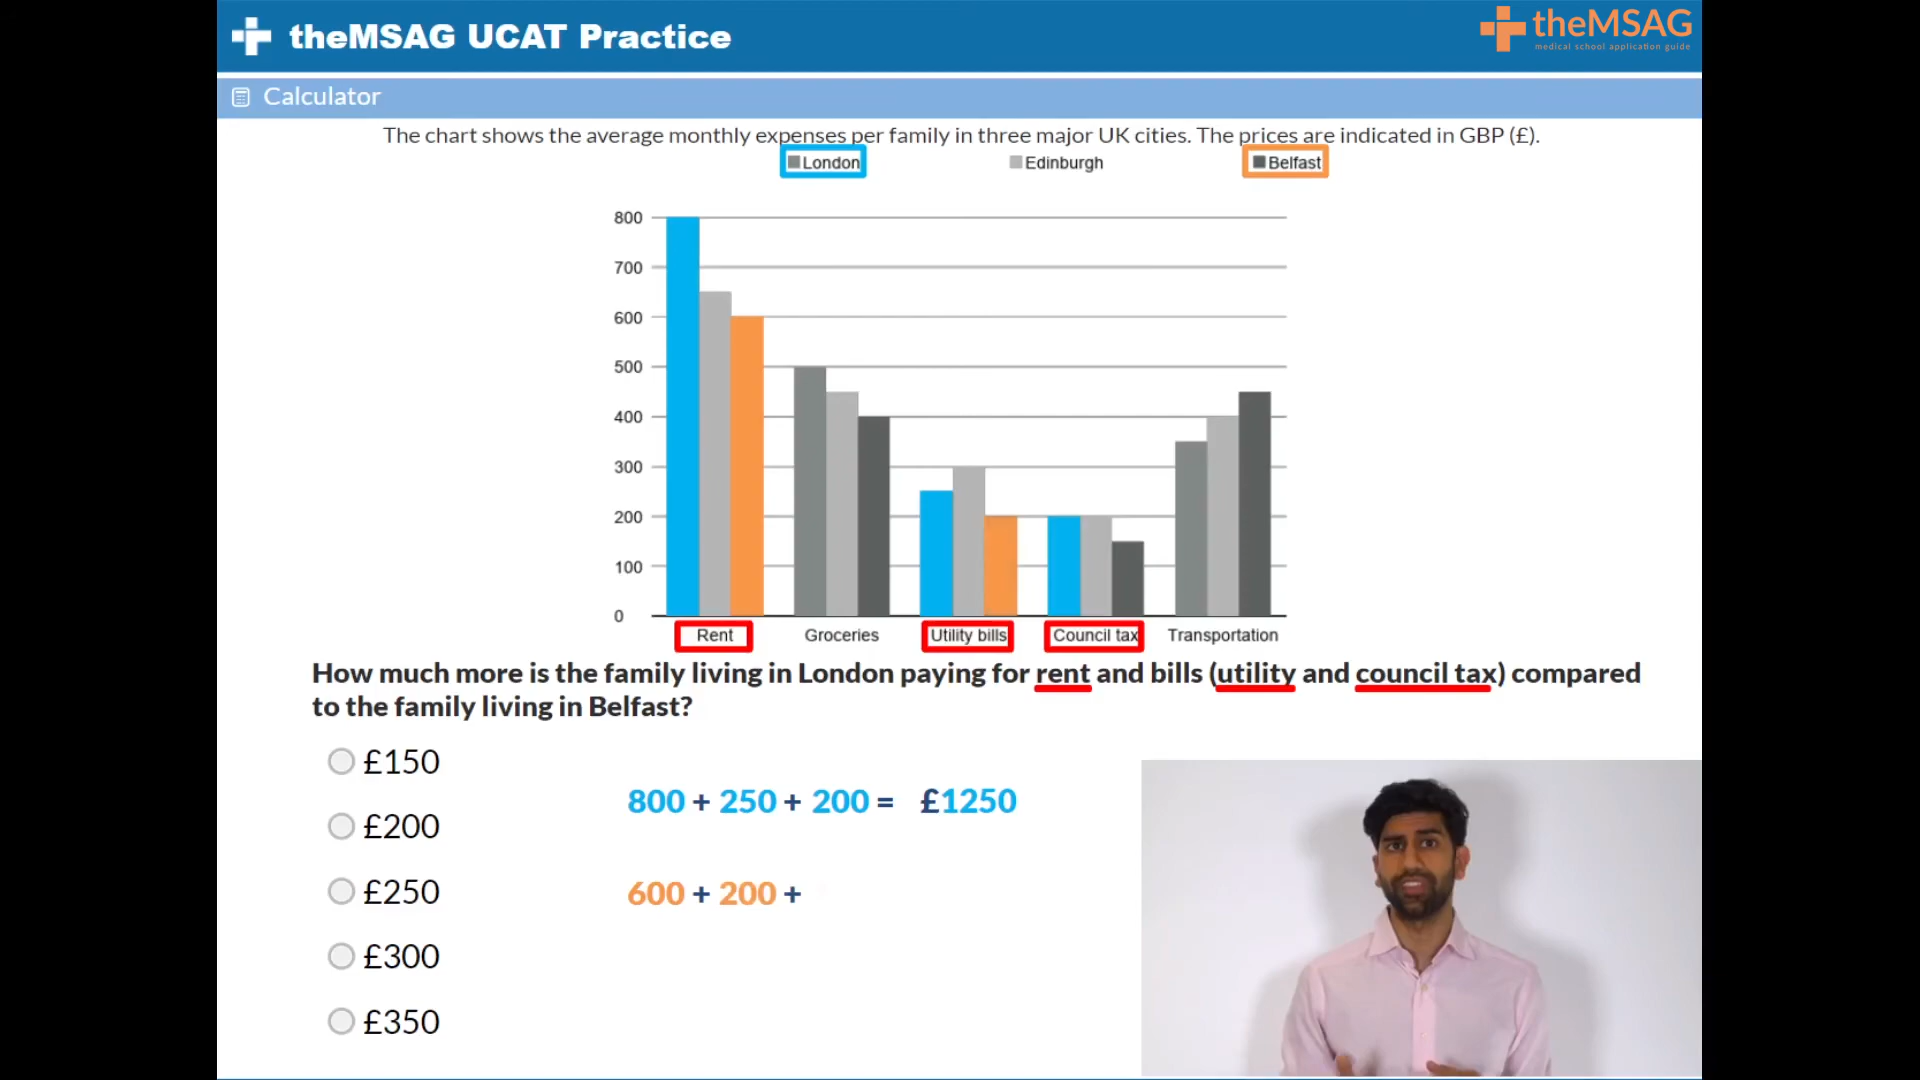 theMSAG UCAT Practice
theMSAG
medical school application guide
Calculator
The chart shows the average monthly expenses per family in three major UK cities. The prices are indicated in GBP (£).
London Edinburgh Belfast
800
700
600
500
400
300
200
100
0
Rent Groceries Utility bills Council tax Transportation
How much more is the family living in London paying for rent and bills (utility and council tax) compared
to the family living in Belfast?
£150
£200
£250
£300
£350
800 + 250 + 200 = £1250
600 + 200 +